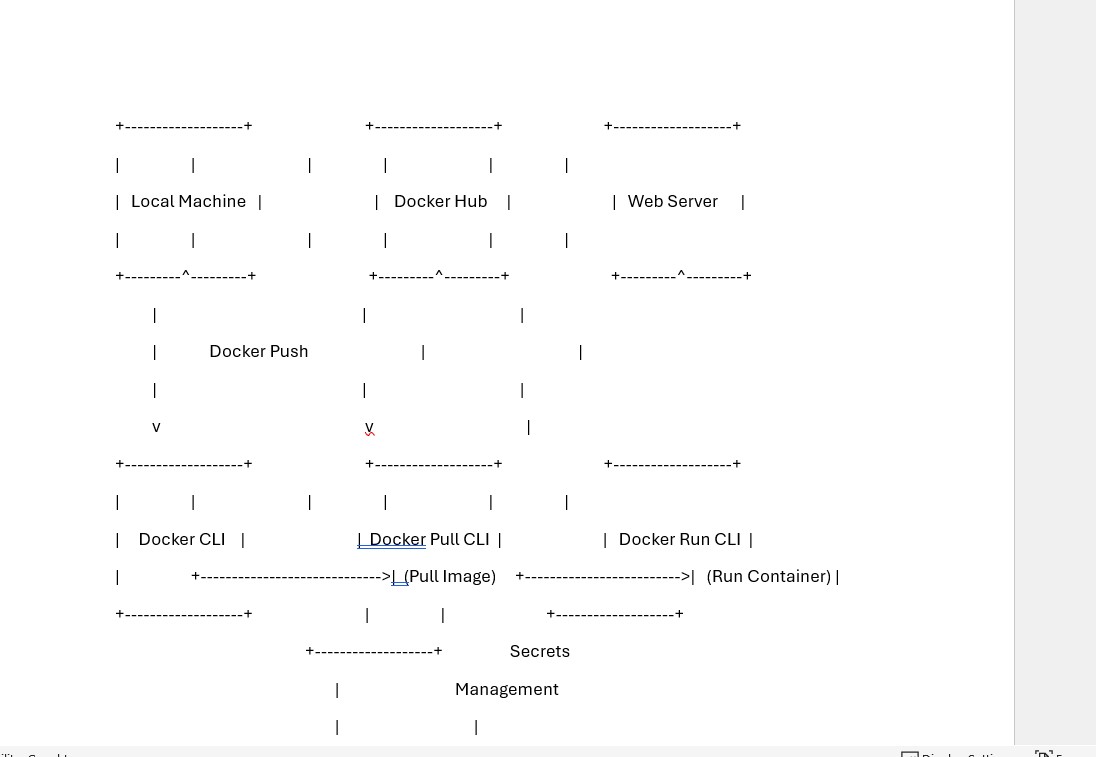 +-------------------+ +-------------------+ +-------------------+
| | | | | |
| Local Machine | | Docker Hub | | Web Server |
| | | | | |
+---------^---------+ +---------^---------+ +---------^---------+
| | |
| Docker Push | |
| | |
v v |
+-------------------+ +-------------------+ +-------------------+
| | | | | |
| Docker CLI | | Docker Pull CLI | | Docker Run CLI |
| +----------------------------->| (Pull Image) +------------------------->| (Run Container) |
+-------------------+ | | +-------------------+
+-------------------+ Secrets
| Management
| |